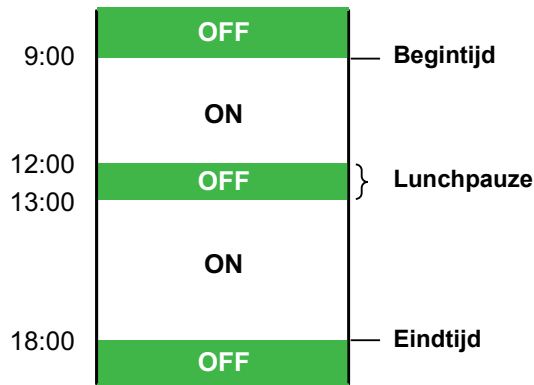 OFF
9:00 Begintijd
ON
12:00
OFF Lunchpauze
13:00
ON
18:00 Eindtijd
OFF